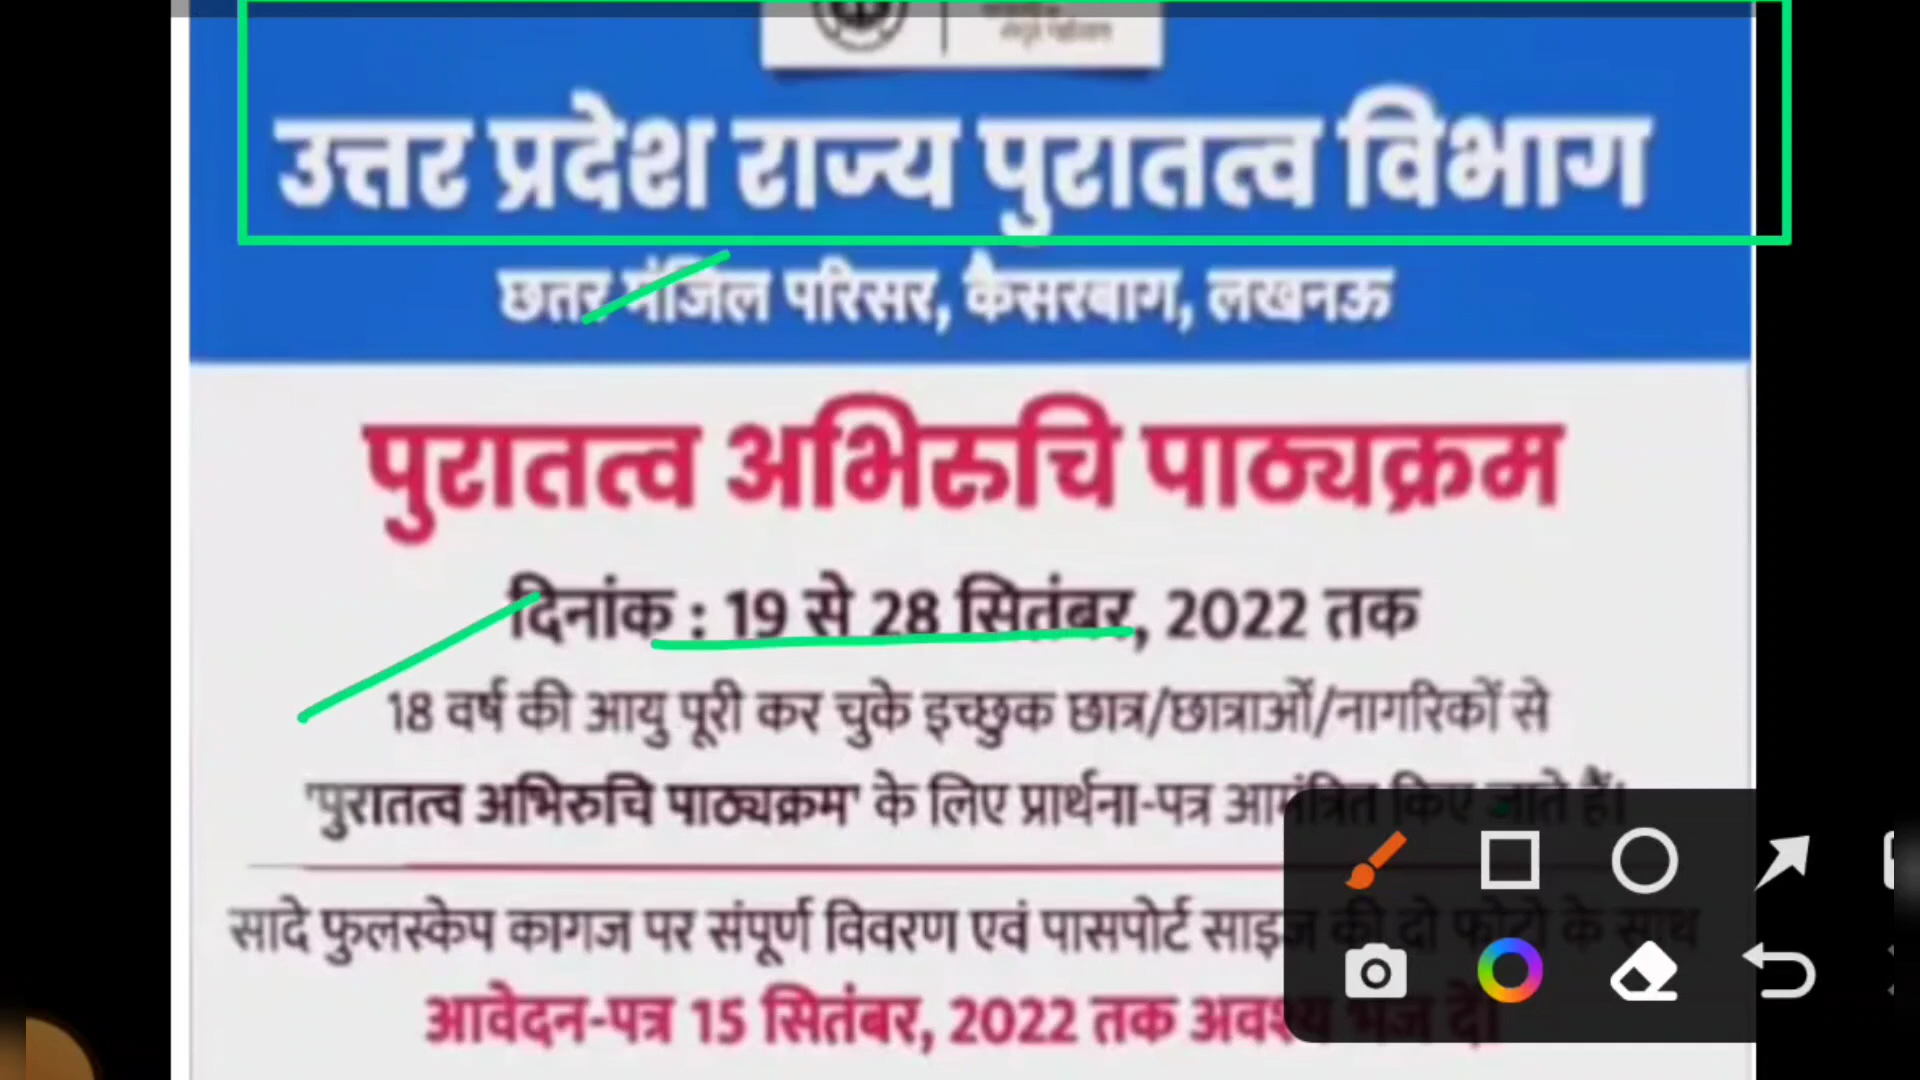 उत्तर प्रदेश राज्य पुरातत्व विभाग
छतर मंजिल परिसर, कैसरबाग, लखनऊ
पुरातत्व अभिरुचि पाठ्यक्रम
दिनांक : 19 से 28 सितंबर, 2022 तक
18 वर्ष की आयु पूरी कर चुके इच्छुक छात्र/छात्राओं/नागरिकों से
'पुरातत्व अभिरुचि पाठ्यक्रम' के लिए प्रार्थना-पत्र आमंत्रित किए जाते हैं।
सादे फुलस्केप कागज पर संपूर्ण विवरण एवं पासपोर्ट साइज की दो फोटो के साथ
आवेदन-पत्र 15 सितंबर, 2022 तक अवश्य भेज दें।